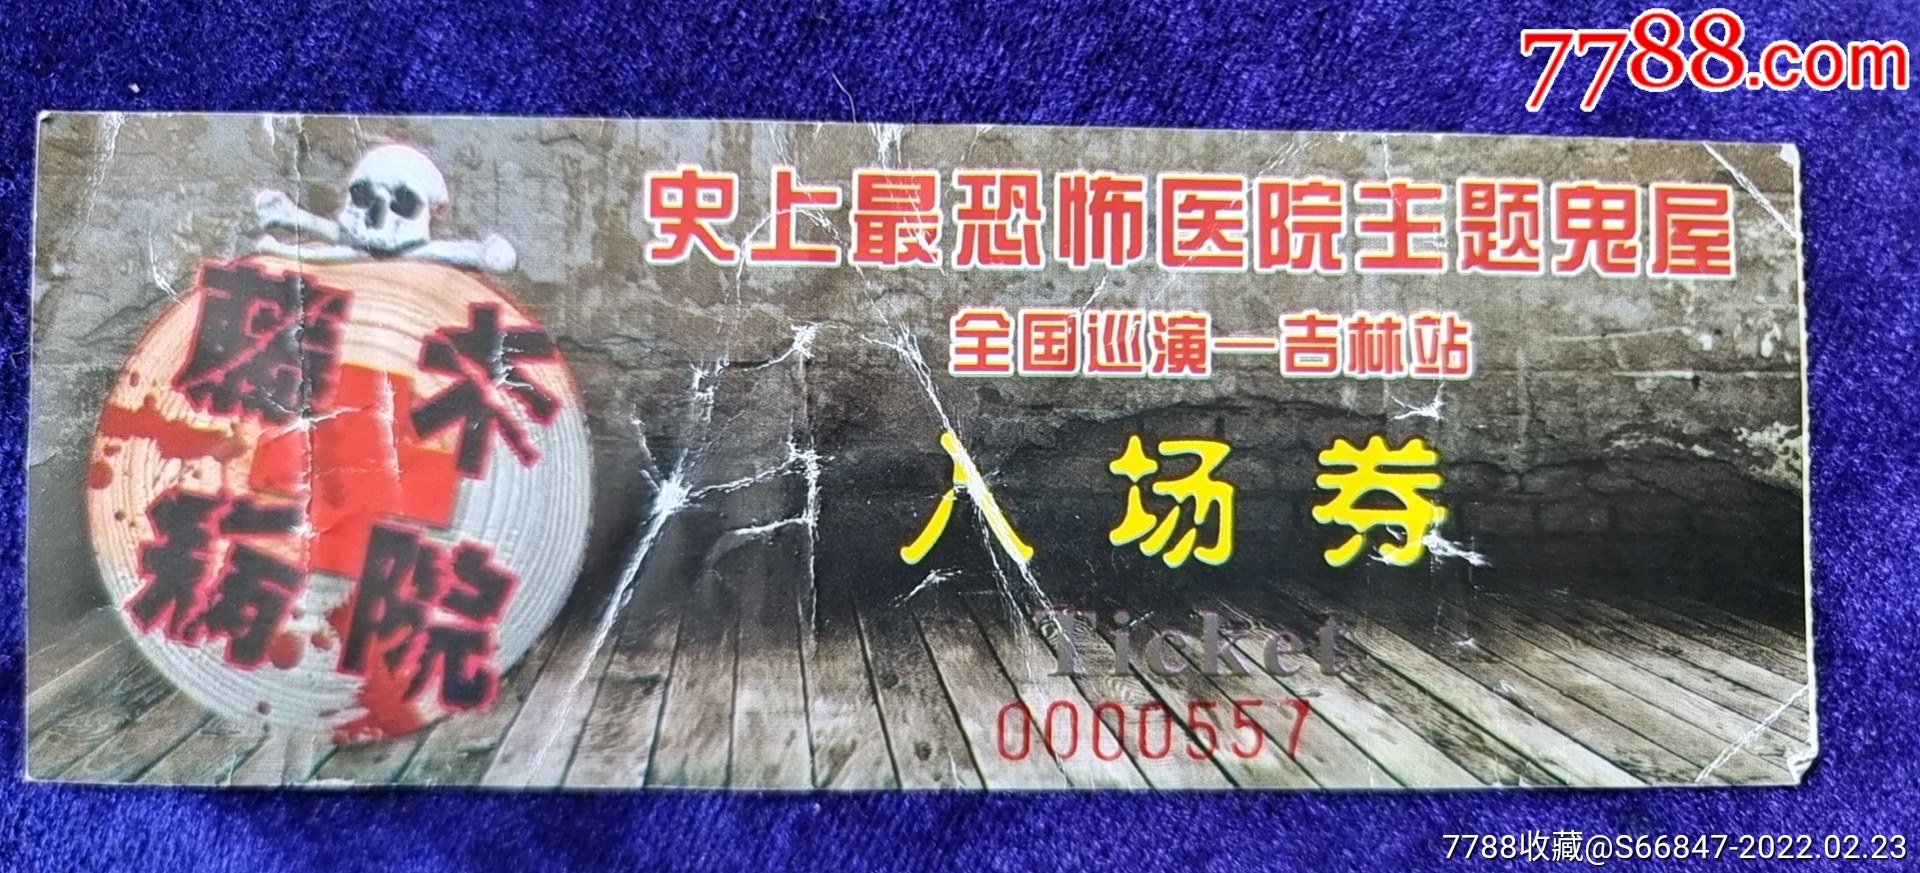 7788.com
史上最恐怖医院主题鬼屋
全国巡演—吉林站
木
病院
入场券
Ticket
0000557
7788收藏@S66847-2022.02.23